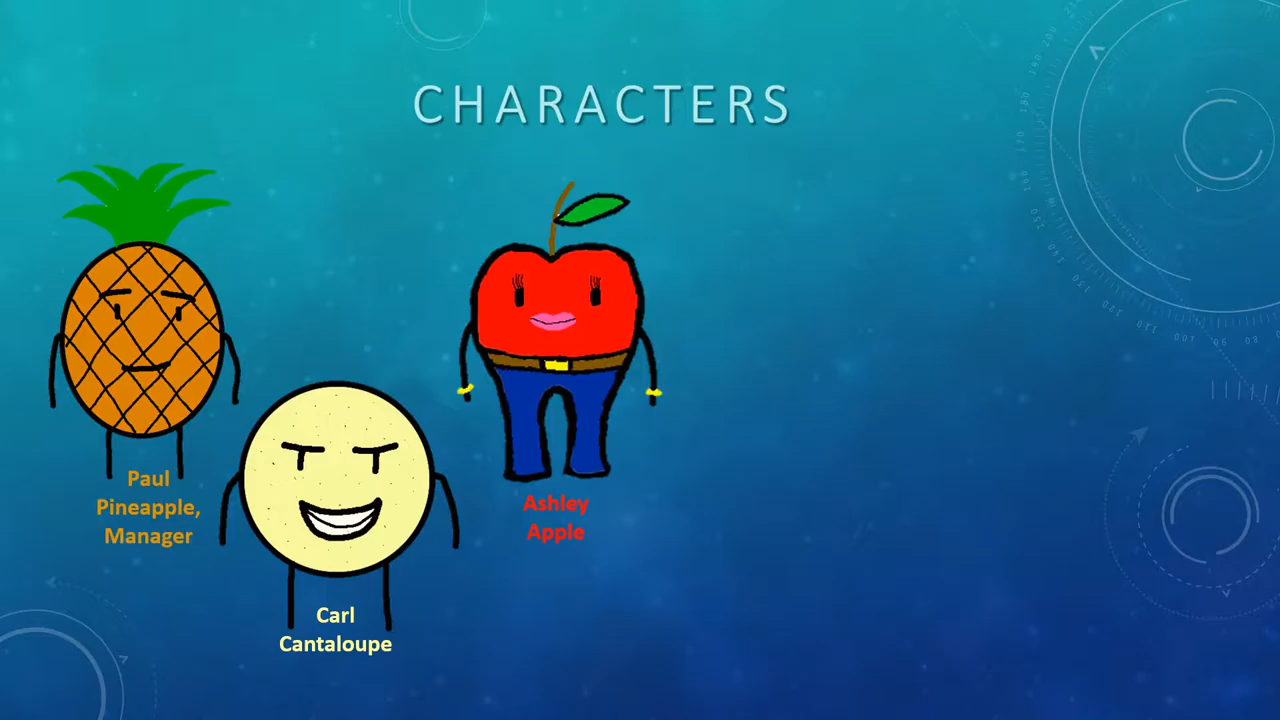 CHARACTERS
Paul
Pineapple,
Manager
Carl
Cantaloupe
Ashley
Apple